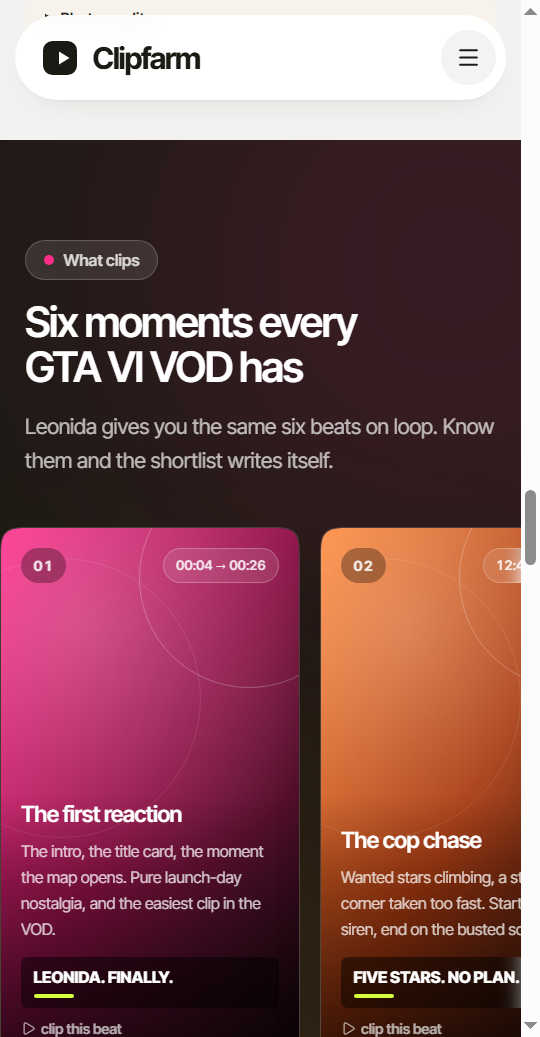 Clipfarm
What clips
Six moments every
GTA VI VOD has
Leonida gives you the same six beats on loop. Know
them and the shortlist writes itself.
01
00:04 → 00:26
The first reaction
The intro, the title card, the moment
the map opens. Pure launch-day
nostalgia, and the easiest clip in the
VOD.
LEONIDA. FINALLY.
clip this beat
02
12:4
The cop chase
Wanted stars climbing, a
corner taken too fast. Start
siren, end on the busted
FIVE STARS. NO PLAN.
clip this beat